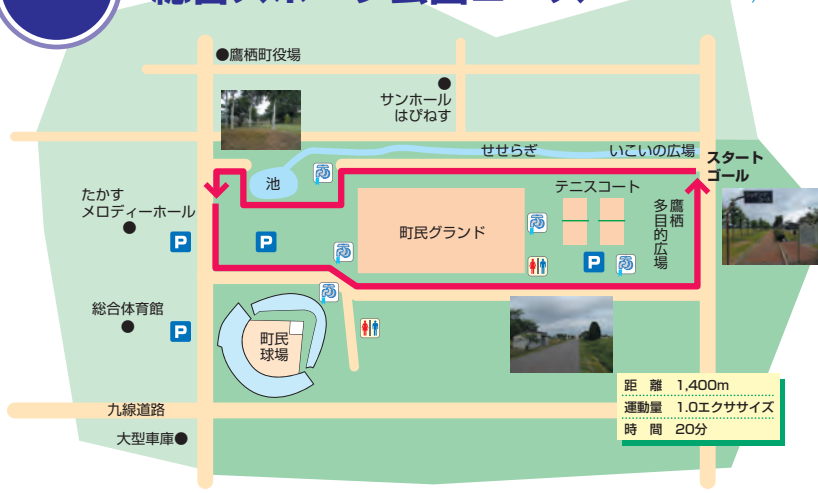 鷹栖町役場
サンホール
はぴねす
せせらぎ
いこいの広場
スタート
ゴール
池
テニスコート
たかす
メロディーホール
鷹栖
多目的広場
町民グランド
P
P
P
総合体育館
P
町民
球場
距 離 1,400m
運動量 1.0エクササイズ
時 間 20分
九線道路
大型車庫